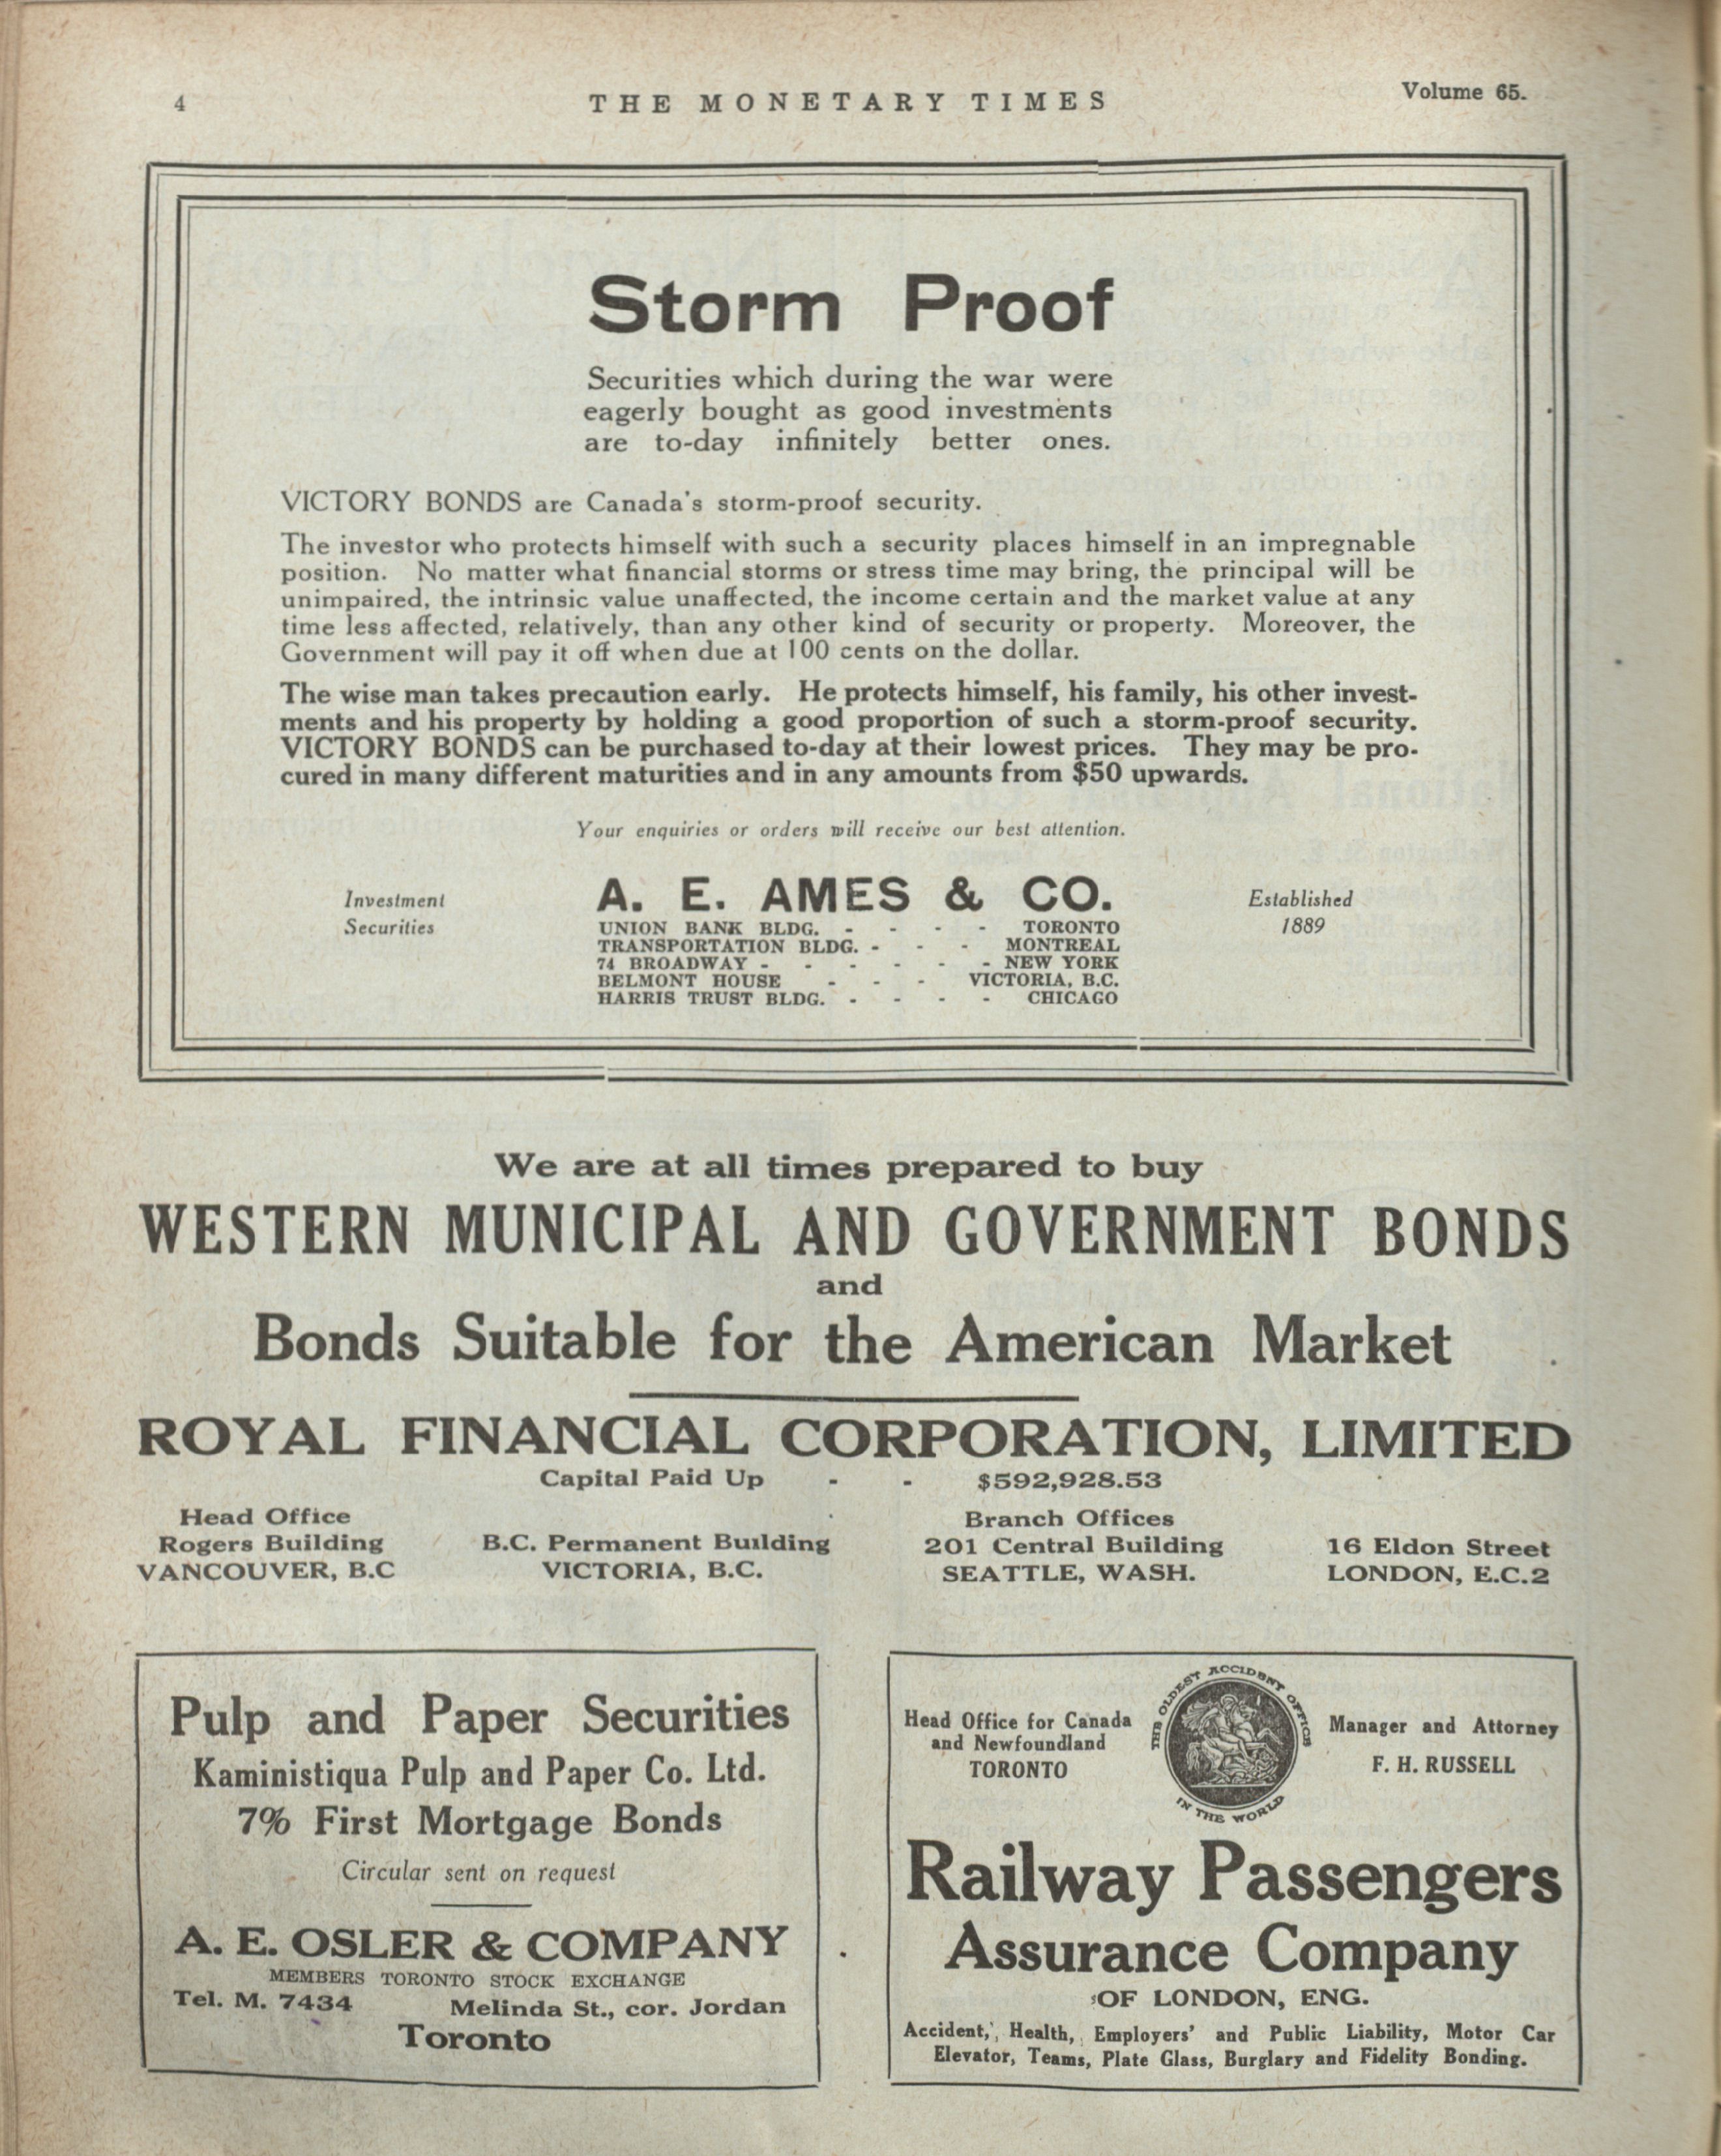 4
THE MONETARY TIMES
Volume 65.
Storm Proof
Securities which during the war were
eagerly bought as good investments
are to-day infinitely better ones.
VICTORY BONDS are Canada's storm-proof security.
The investor who protects himself with such a security places himself in an impregnable
position. No matter what financial storms or stress time may bring, the principal will be
unimpaired, the intrinsic value unaffected, the income certain and the market value at any
time less affected, relatively, than any other kind of security or property. Moreover, the
Government will pay it off when due at 100 cents on the dollar.
The wise man takes precaution early. He protects himself, his family, his other invest-
ments and his property by holding a good proportion of such a storm-proof security.
VICTORY BONDS can be purchased to-day at their lowest prices. They may be pro-
cured in many different maturities and in any amounts from $50 upwards.
Your enquiries or orders will receive our best attention.
Investment
Securities
A. E. AMES & CO.
UNION BANK BLDG. - - - - TORONTO
TRANSPORTATION BLDG. - - - MONTREAL
74 BROADWAY - - - - - - NEW YORK
BELMONT HOUSE - - - VICTORIA, B.C.
HARRIS TRUST BLDG. - - - - CHICAGO
Established
1889
We are at all times prepared to buy
WESTERN MUNICIPAL AND GOVERNMENT BONDS
and
Bonds Suitable for the American Market
ROYAL FINANCIAL CORPORATION, LIMITED
Capital Paid Up - - $592,928.53
Head Office
Rogers Building
VANCOUVER, B.C
B.C. Permanent Building
VICTORIA, B.C.
Branch Offices
201 Central Building
SEATTLE, WASH.
16 Eldon Street
LONDON, E.C.2
Pulp and Paper Securities
Kaministiqua Pulp and Paper Co. Ltd.
7% First Mortgage Bonds
Circular sent on request
A. E. OSLER & COMPANY
MEMBERS TORONTO STOCK EXCHANGE
Tel. M. 7434 Melinda St., cor. Jordan
Toronto
Head Office for Canada
and Newfoundland
TORONTO
THE OLDEST ACCIDENT OFFICE
IN THE WORLD
Manager and Attorney
F. H. RUSSELL
Railway Passengers
Assurance Company
OF LONDON, ENG.
Accident, Health, Employers' and Public Liability, Motor Car
Elevator, Teams, Plate Glass, Burglary and Fidelity Bonding.